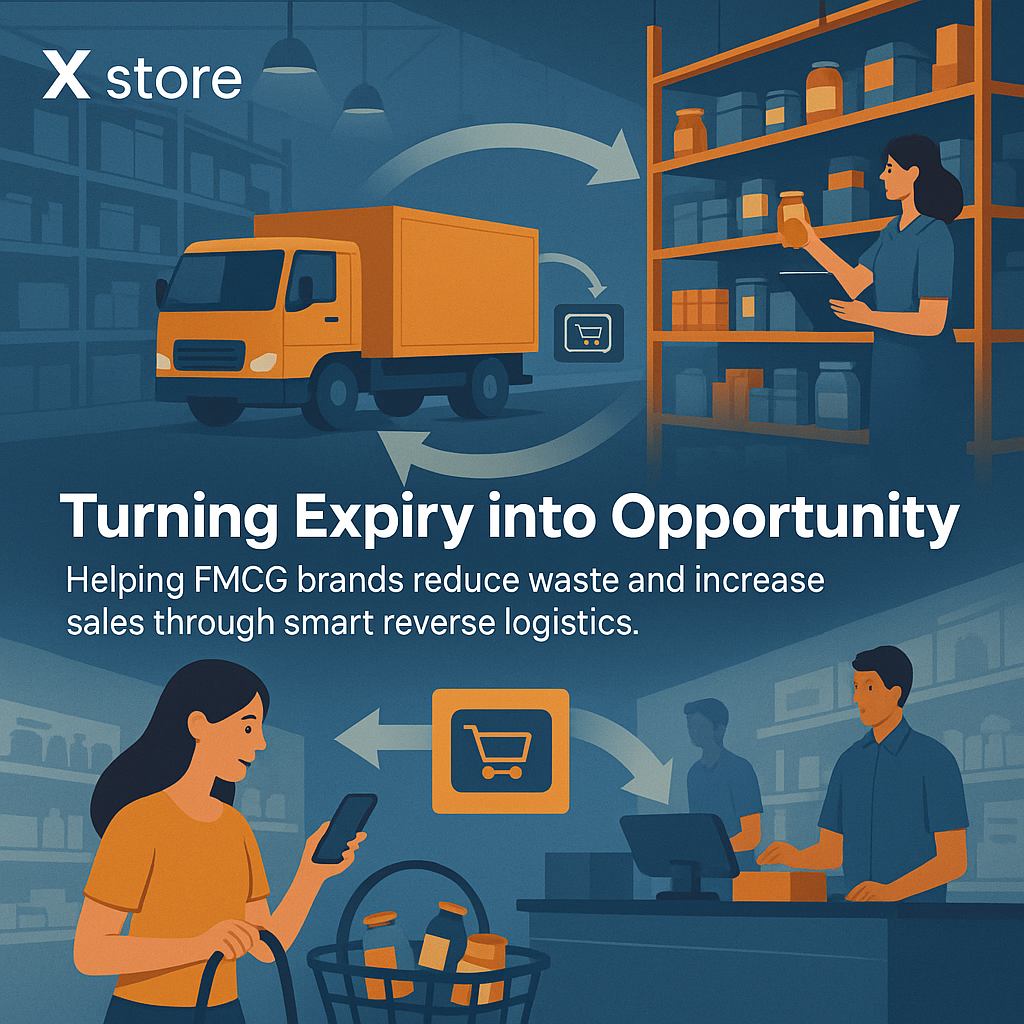 X store
Turning Expiry into Opportunity
Helping FMCG brands reduce waste and increase
sales through smart reverse logistics.